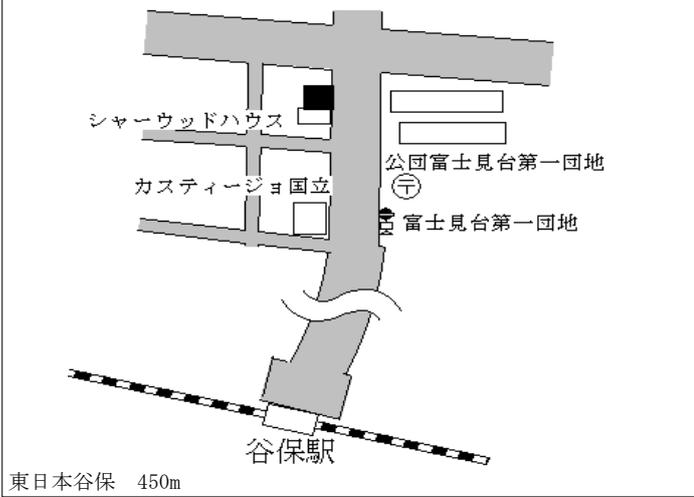 シャーウッドハウス
公団富士見台第一団地
カスティージョ国立
〒
富士見台第一団地
谷保駅
東日本谷保　450m